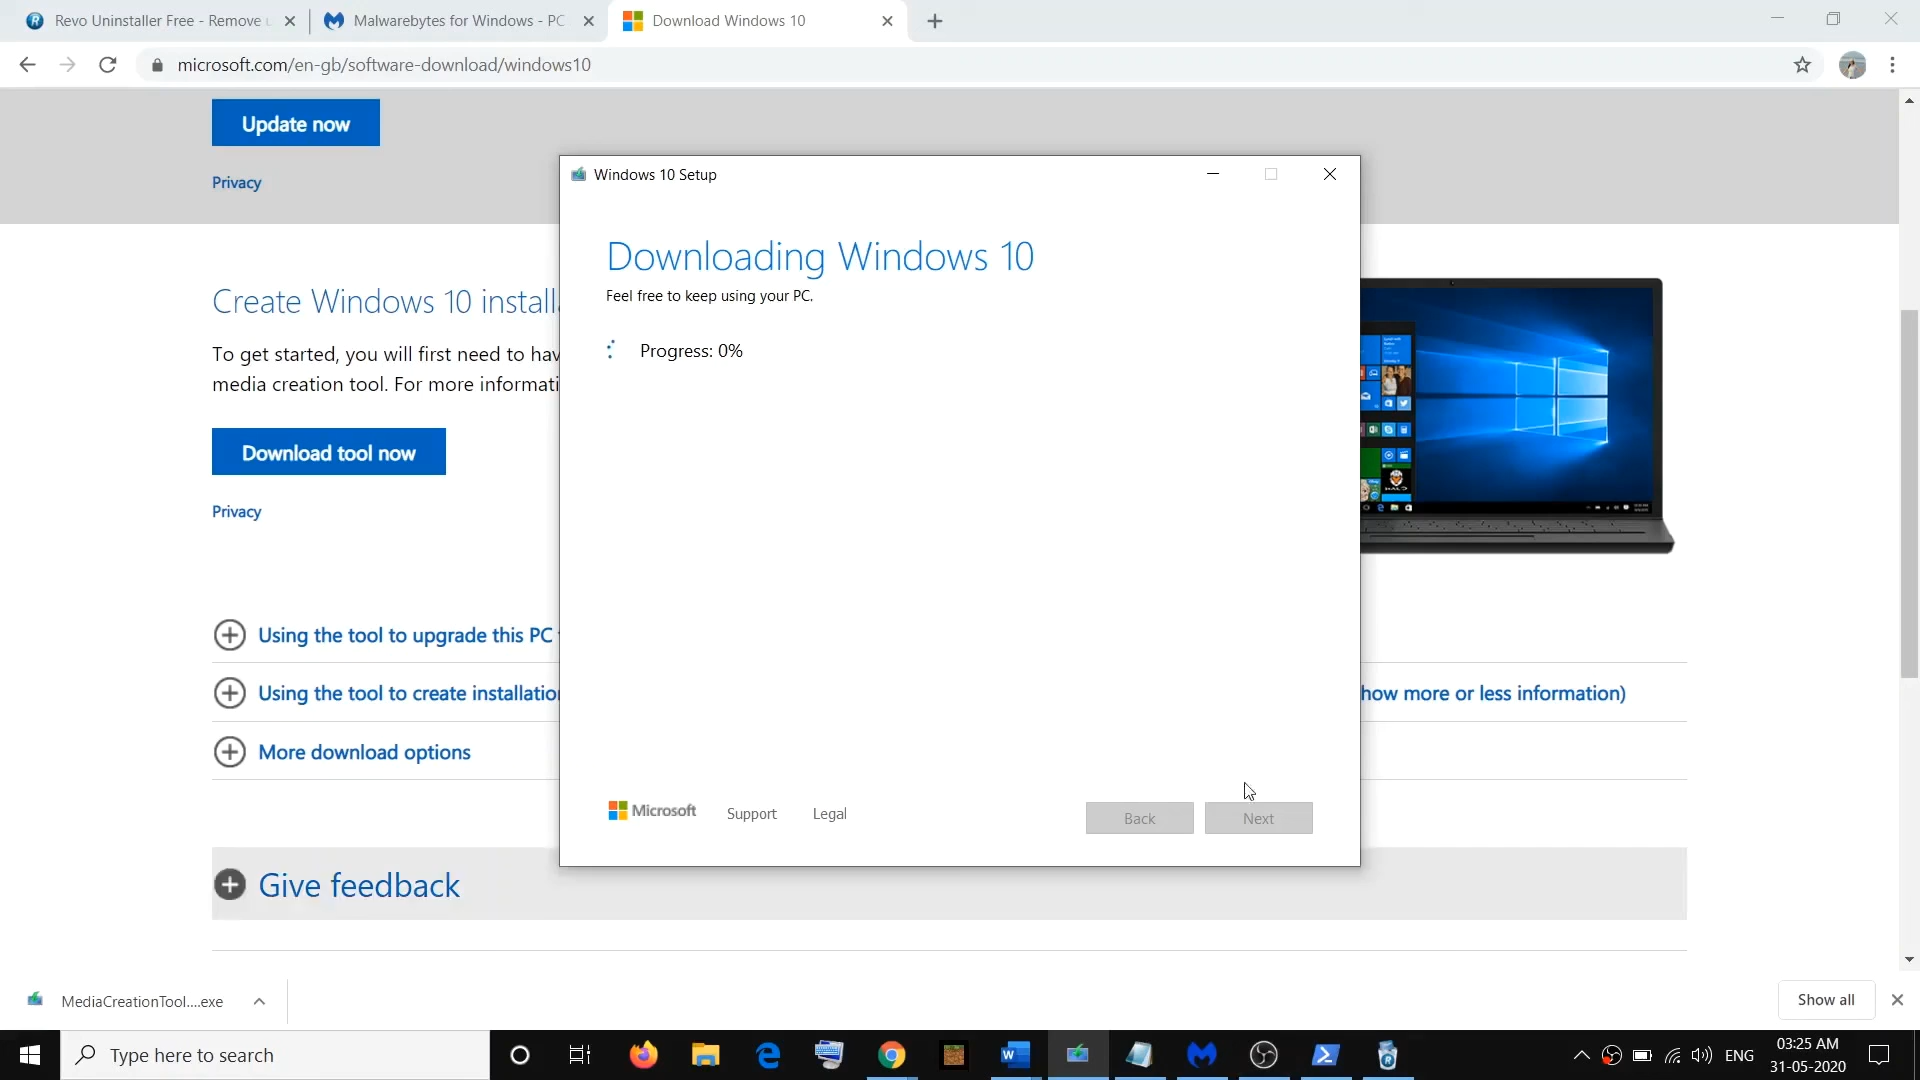 Revo Uninstaller Free - Remove u
Malwarebytes for Windows - PC
Download Windows 10
microsoft.com/en-gb/software-download/windows10
Update now
Privacy
Windows 10 Setup
Downloading Windows 10
Feel free to keep using your PC.
Progress: 0%
Create Windows 10 install
To get started, you will first need to hav
media creation tool. For more informati
Download tool now
Privacy
Using the tool to upgrade this PC
Using the tool to create installation
how more or less information)
More download options
Microsoft
Support
Legal
Back
Next
Give feedback
MediaCreationTool....exe
Show all
Type here to search
ENG
03:25 AM
31-05-2020